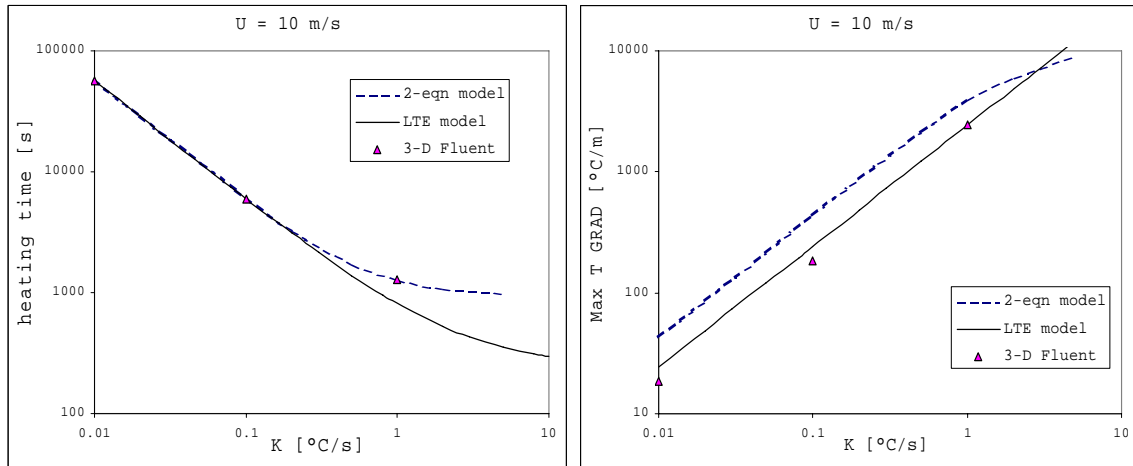 U = 10 m/s
100000
10000
1000
100
heating time [s]
2-eqn model
LTE model
3-D Fluent
0.01
0.1
1
10
K [°C/s]
U = 10 m/s
10000
1000
100
10
Max T GRAD [°C/m]
2-eqn model
LTE model
3-D Fluent
0.01
0.1
1
10
K [°C/s]